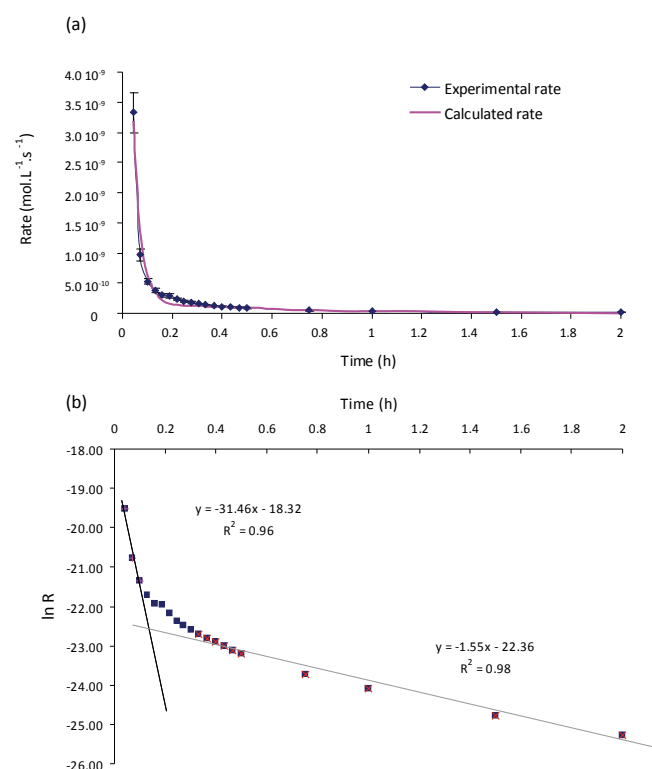 (a)
4.0 10⁻⁹
3.5 10⁻⁹
3.0 10⁻⁹
2.5 10⁻⁹
2.0 10⁻⁹
1.5 10⁻⁹
1.0 10⁻⁹
5.0 10⁻¹⁰
0
Rate (mol.L⁻¹.s⁻¹)
Experimental rate
Calculated rate
0 0.2 0.4 0.6 0.8 1.0 1.2 1.4 1.6 1.8 2
Time (h)
(b)
Time (h)
0 0.2 0.4 0.6 0.8 1 1.2 1.4 1.6 1.8 2
-18.00
-19.00
-20.00
-21.00
-22.00
-23.00
-24.00
-25.00
-26.00
ln R
y = -31.46x - 18.32
R² = 0.96
y = -1.55x - 22.36
R² = 0.98